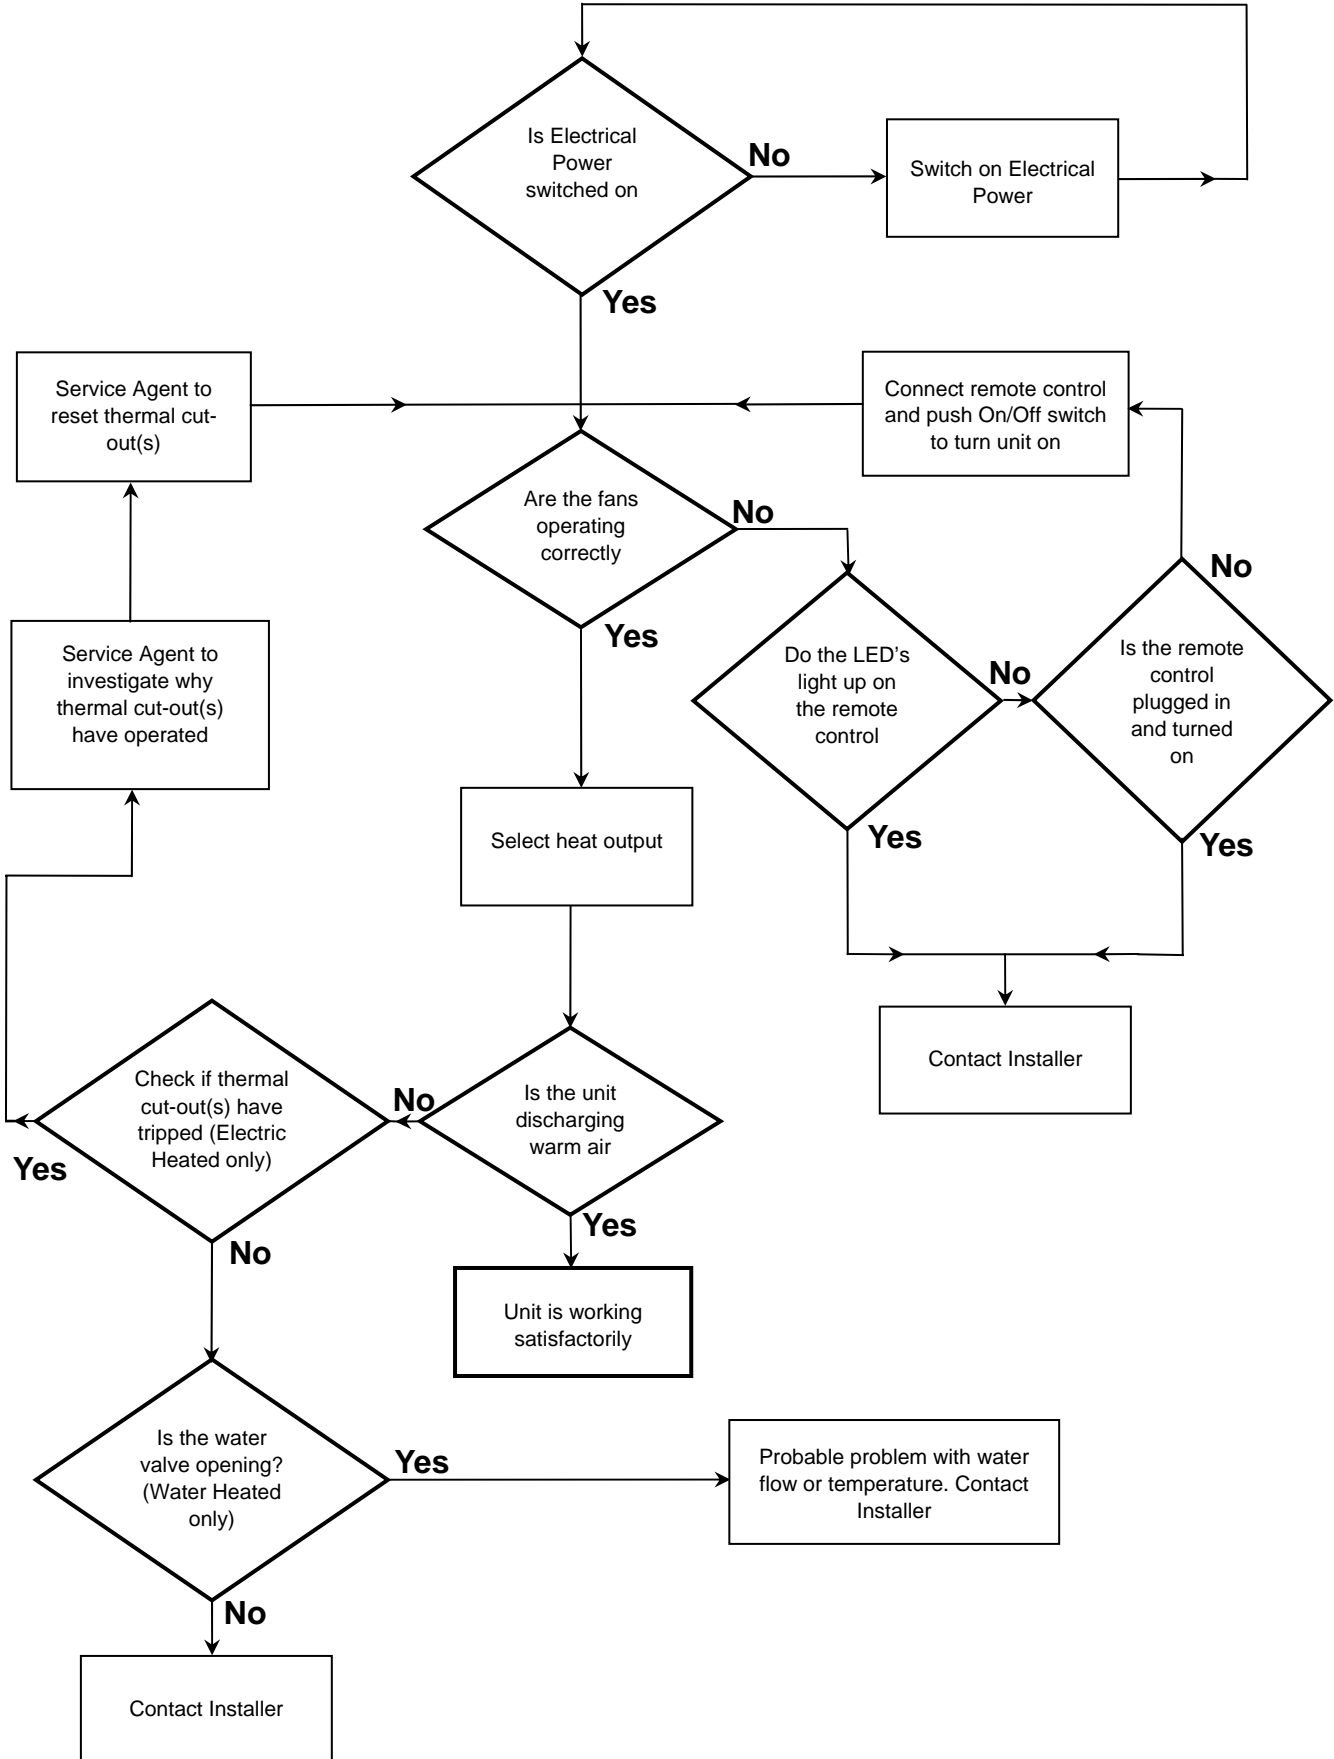 Is Electrical
Power
switched on
No
Switch on Electrical
Power
Yes
Service Agent to
reset thermal cut-
out(s)
Connect remote control
and push On/Off switch
to turn unit on
Are the fans
operating
correctly
No
Yes
No
Service Agent to
investigate why
thermal cut-out(s)
have operated
Do the LED's
light up on
the remote
control
No
Is the remote
control
plugged in
and turned
on
Yes
Yes
Select heat output
Contact Installer
Check if thermal
cut-out(s) have
tripped (Electric
Heated only)
No
Is the unit
discharging
warm air
Yes
Yes
No
Unit is working
satisfactorily
Is the water
valve opening?
(Water Heated
only)
Yes
Probable problem with water
flow or temperature. Contact
Installer
No
Contact Installer